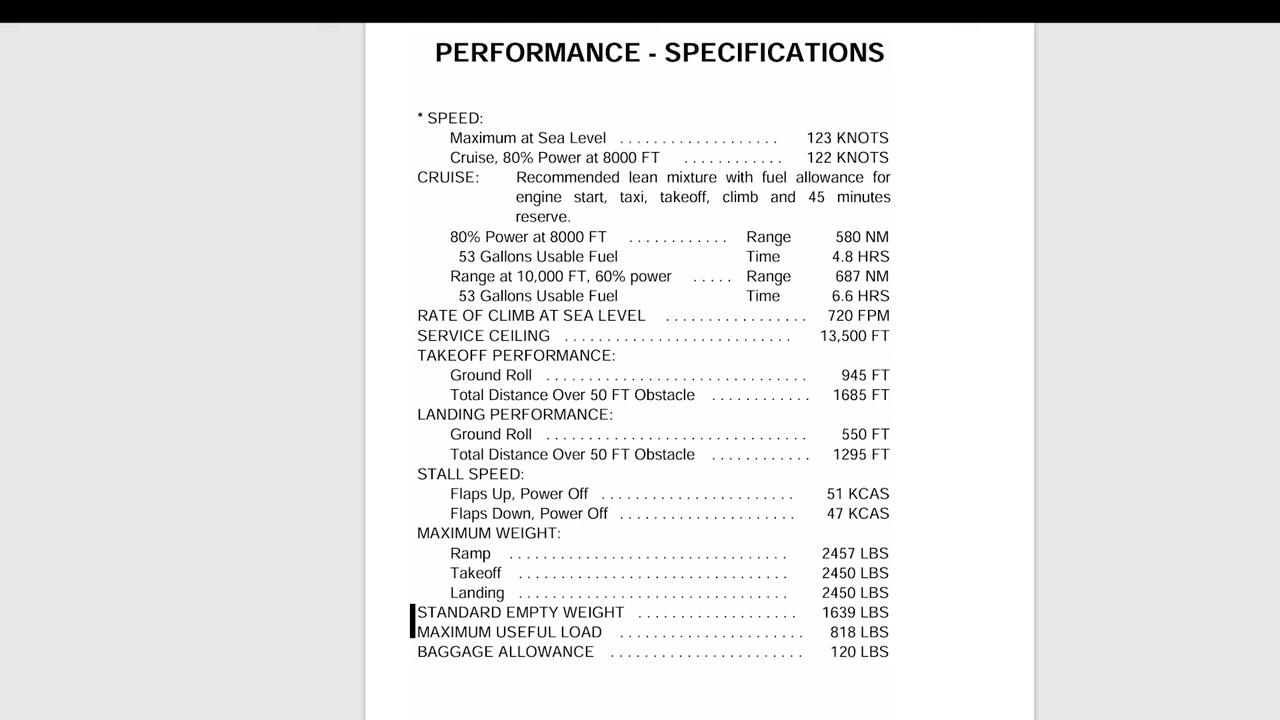 PERFORMANCE - SPECIFICATIONS
* SPEED:
Maximum at Sea Level . . . . . . . . . . . . . . . . . . . 123 KNOTS
Cruise, 80% Power at 8000 FT . . . . . . . . . . . . 122 KNOTS
CRUISE: Recommended lean mixture with fuel allowance for
engine start, taxi, takeoff, climb and 45 minutes
reserve.
80% Power at 8000 FT . . . . . . . . . . . . Range 580 NM
53 Gallons Usable Fuel Time 4.8 HRS
Range at 10,000 FT, 60% power . . . . . Range 687 NM
53 Gallons Usable Fuel Time 6.6 HRS
RATE OF CLIMB AT SEA LEVEL . . . . . . . . . . . . . . . . . 720 FPM
SERVICE CEILING . . . . . . . . . . . . . . . . . . . . . . . . . . . 13,500 FT
TAKEOFF PERFORMANCE:
Ground Roll . . . . . . . . . . . . . . . . . . . . . . . . . . . . . . . 945 FT
Total Distance Over 50 FT Obstacle . . . . . . . . . . . . 1685 FT
LANDING PERFORMANCE:
Ground Roll . . . . . . . . . . . . . . . . . . . . . . . . . . . . . . . 550 FT
Total Distance Over 50 FT Obstacle . . . . . . . . . . . . 1295 FT
STALL SPEED:
Flaps Up, Power Off . . . . . . . . . . . . . . . . . . . . . . . 51 KCAS
Flaps Down, Power Off . . . . . . . . . . . . . . . . . . . . . 47 KCAS
MAXIMUM WEIGHT:
Ramp . . . . . . . . . . . . . . . . . . . . . . . . . . . . . . . . . 2457 LBS
Takeoff . . . . . . . . . . . . . . . . . . . . . . . . . . . . . . . . 2450 LBS
Landing . . . . . . . . . . . . . . . . . . . . . . . . . . . . . . . . 2450 LBS
STANDARD EMPTY WEIGHT . . . . . . . . . . . . . . . . . . 1639 LBS
MAXIMUM USEFUL LOAD . . . . . . . . . . . . . . . . . . . . . . 818 LBS
BAGGAGE ALLOWANCE . . . . . . . . . . . . . . . . . . . . . . . 120 LBS